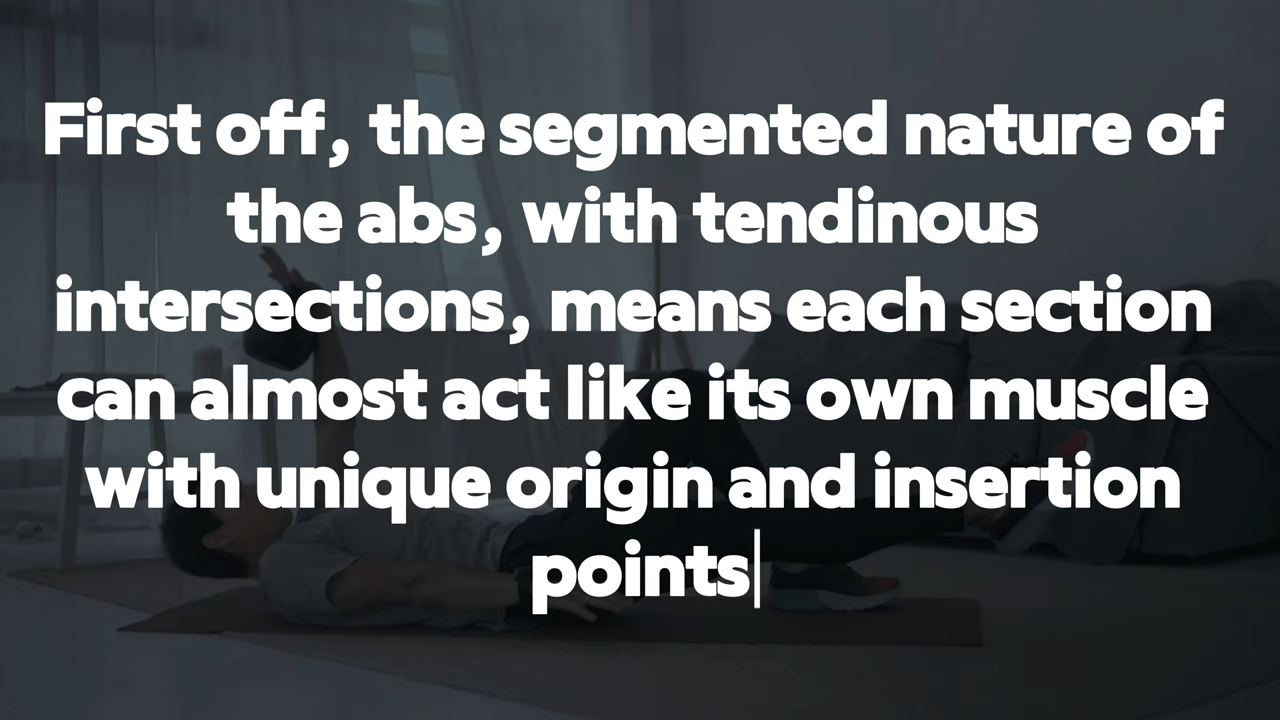 First off, the segmented nature of
the abs, with tendinous
intersections, means each section
can almost act like its own muscle
with unique origin and insertion
points